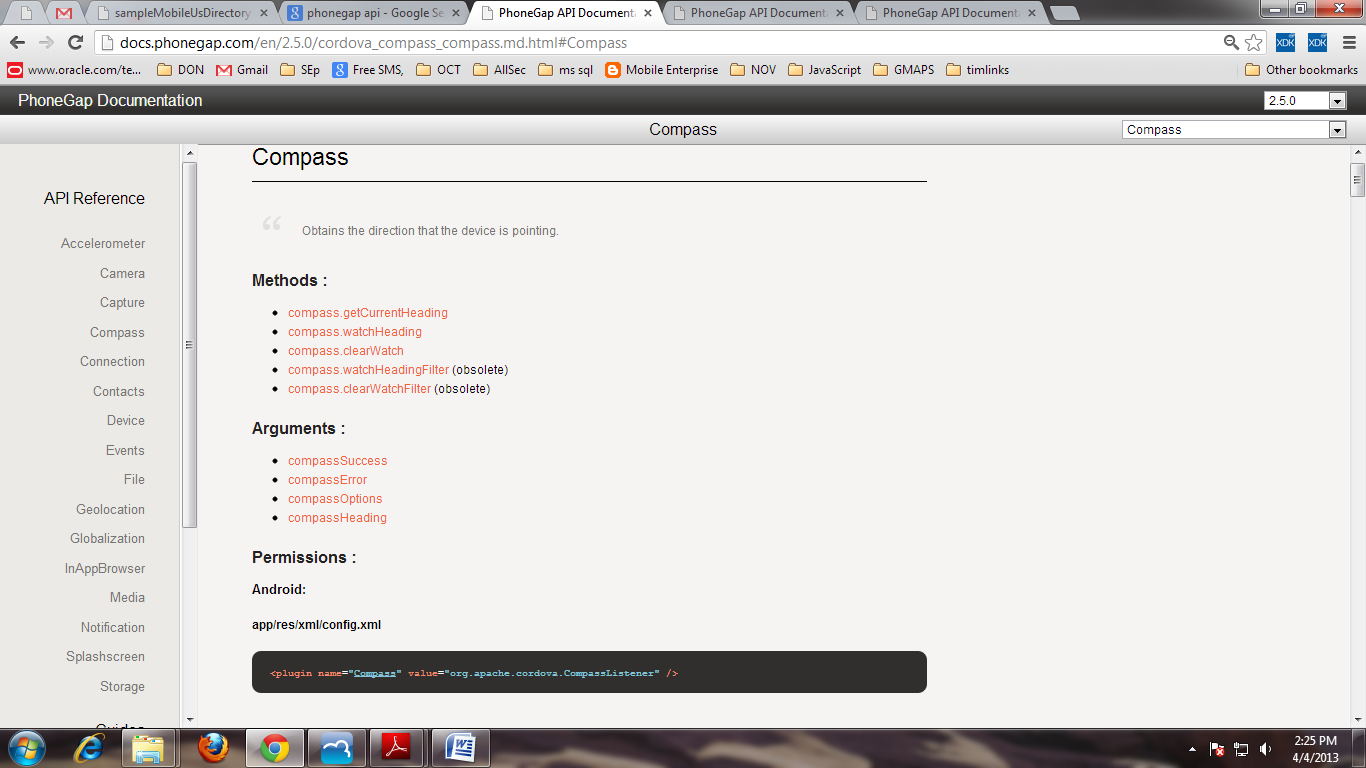 sampleMobileUsDirectory
phonegap api - Google Se
PhoneGap API Document
PhoneGap API Document
PhoneGap API Document
docs.phonegap.com/en/2.5.0/cordova_compass_compass.md.html#Compass
XDK XDK
www.oracle.com/te... DON Gmail SEp Free SMS, OCT AllSec ms sql Mobile Enterprise NOV JavaScript GMAPS timlinks Other bookmarks
PhoneGap Documentation
2.5.0
Compass
Compass
API Reference
Accelerometer
Camera
Capture
Compass
Connection
Contacts
Device
Events
File
Geolocation
Globalization
InAppBrowser
Media
Notification
Splashscreen
Storage
Guides
Compass
“ Obtains the direction that the device is pointing.
Methods :
• compass.getCurrentHeading
• compass.watchHeading
• compass.clearWatch
• compass.watchHeadingFilter (obsolete)
• compass.clearWatchFilter (obsolete)
Arguments :
• compassSuccess
• compassError
• compassOptions
• compassHeading
Permissions :
Android:
app/res/xml/config.xml
<plugin name="Compass" value="org.apache.cordova.CompassListener" />
2:25 PM
4/4/2013